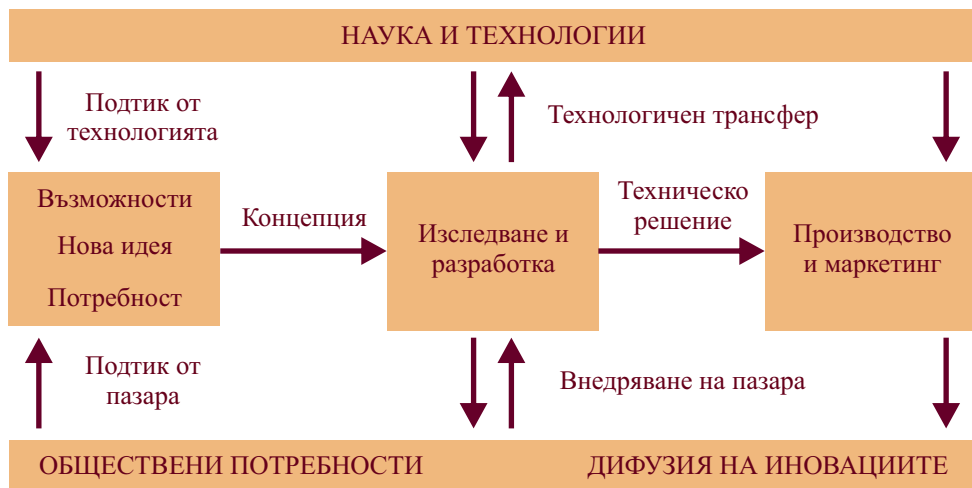 НАУКА И ТЕХНОЛОГИИ
Подтик от
технологията
Технологичен трансфер
Възможности
Нова идея
Потребност
Концепция
Изследване и
разработка
Техническо
решение
Производство
и маркетинг
Подтик от
пазара
Внедряване на пазара
ОБЩЕСТВЕНИ ПОТРЕБНОСТИ
ДИФУЗИЯ НА ИНОВАЦИИТЕ